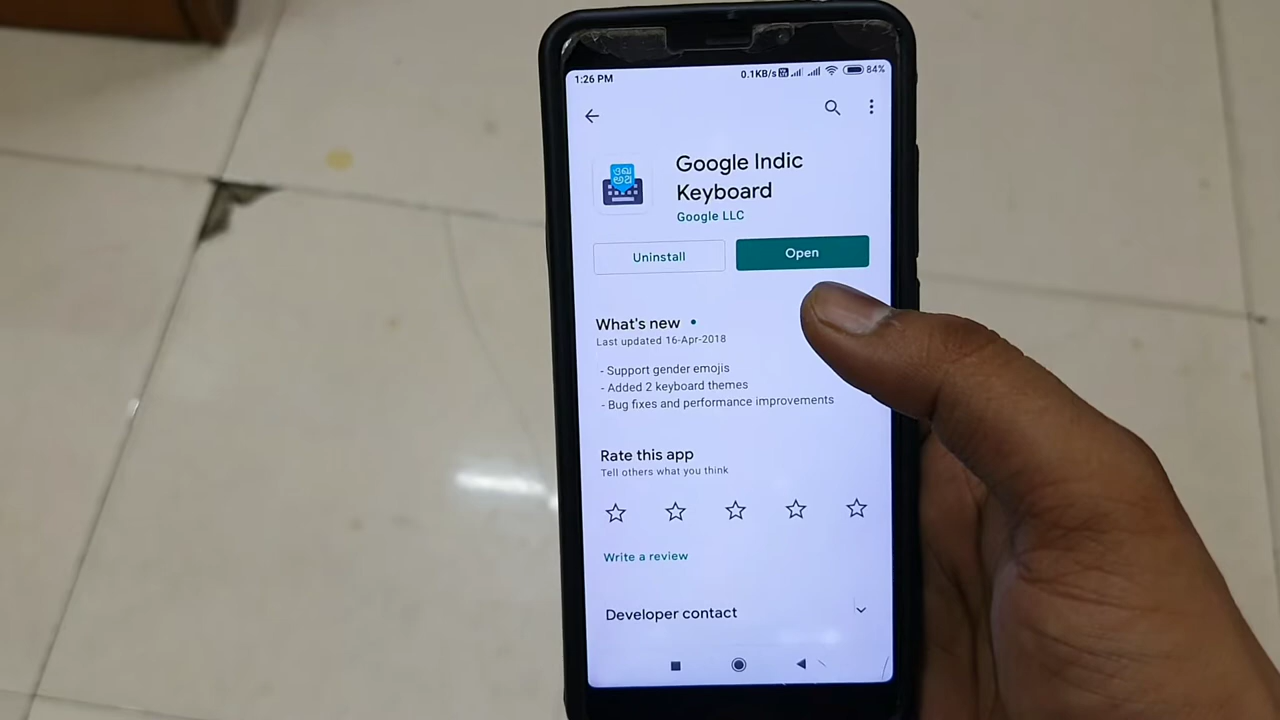 1:26 PM 0.1KB/s 84%
Google Indic
Keyboard
Google LLC
Uninstall Open
What's new
Last updated 16-Apr-2018
- Support gender emojis
- Added 2 keyboard themes
- Bug fixes and performance improvements
Rate this app
Tell others what you think
Write a review
Developer contact